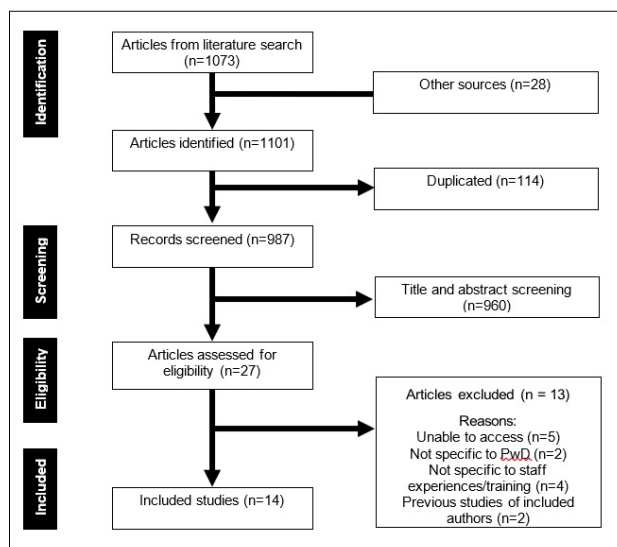 Identification
Articles from literature search
(n=1073)
Other sources (n=28)
Articles identified (n=1101)
Duplicated (n=114)
Screening
Records screened (n=987)
Title and abstract screening
(n=960)
Eligibility
Articles assessed for
eligibility (n=27)
Articles excluded (n = 13)
Reasons:
Unable to access (n=5)
Not specific to PwD (n=2)
Not specific to staff
experiences/training (n=4)
Previous studies of included
authors (n=2)
Included
Included studies (n=14)